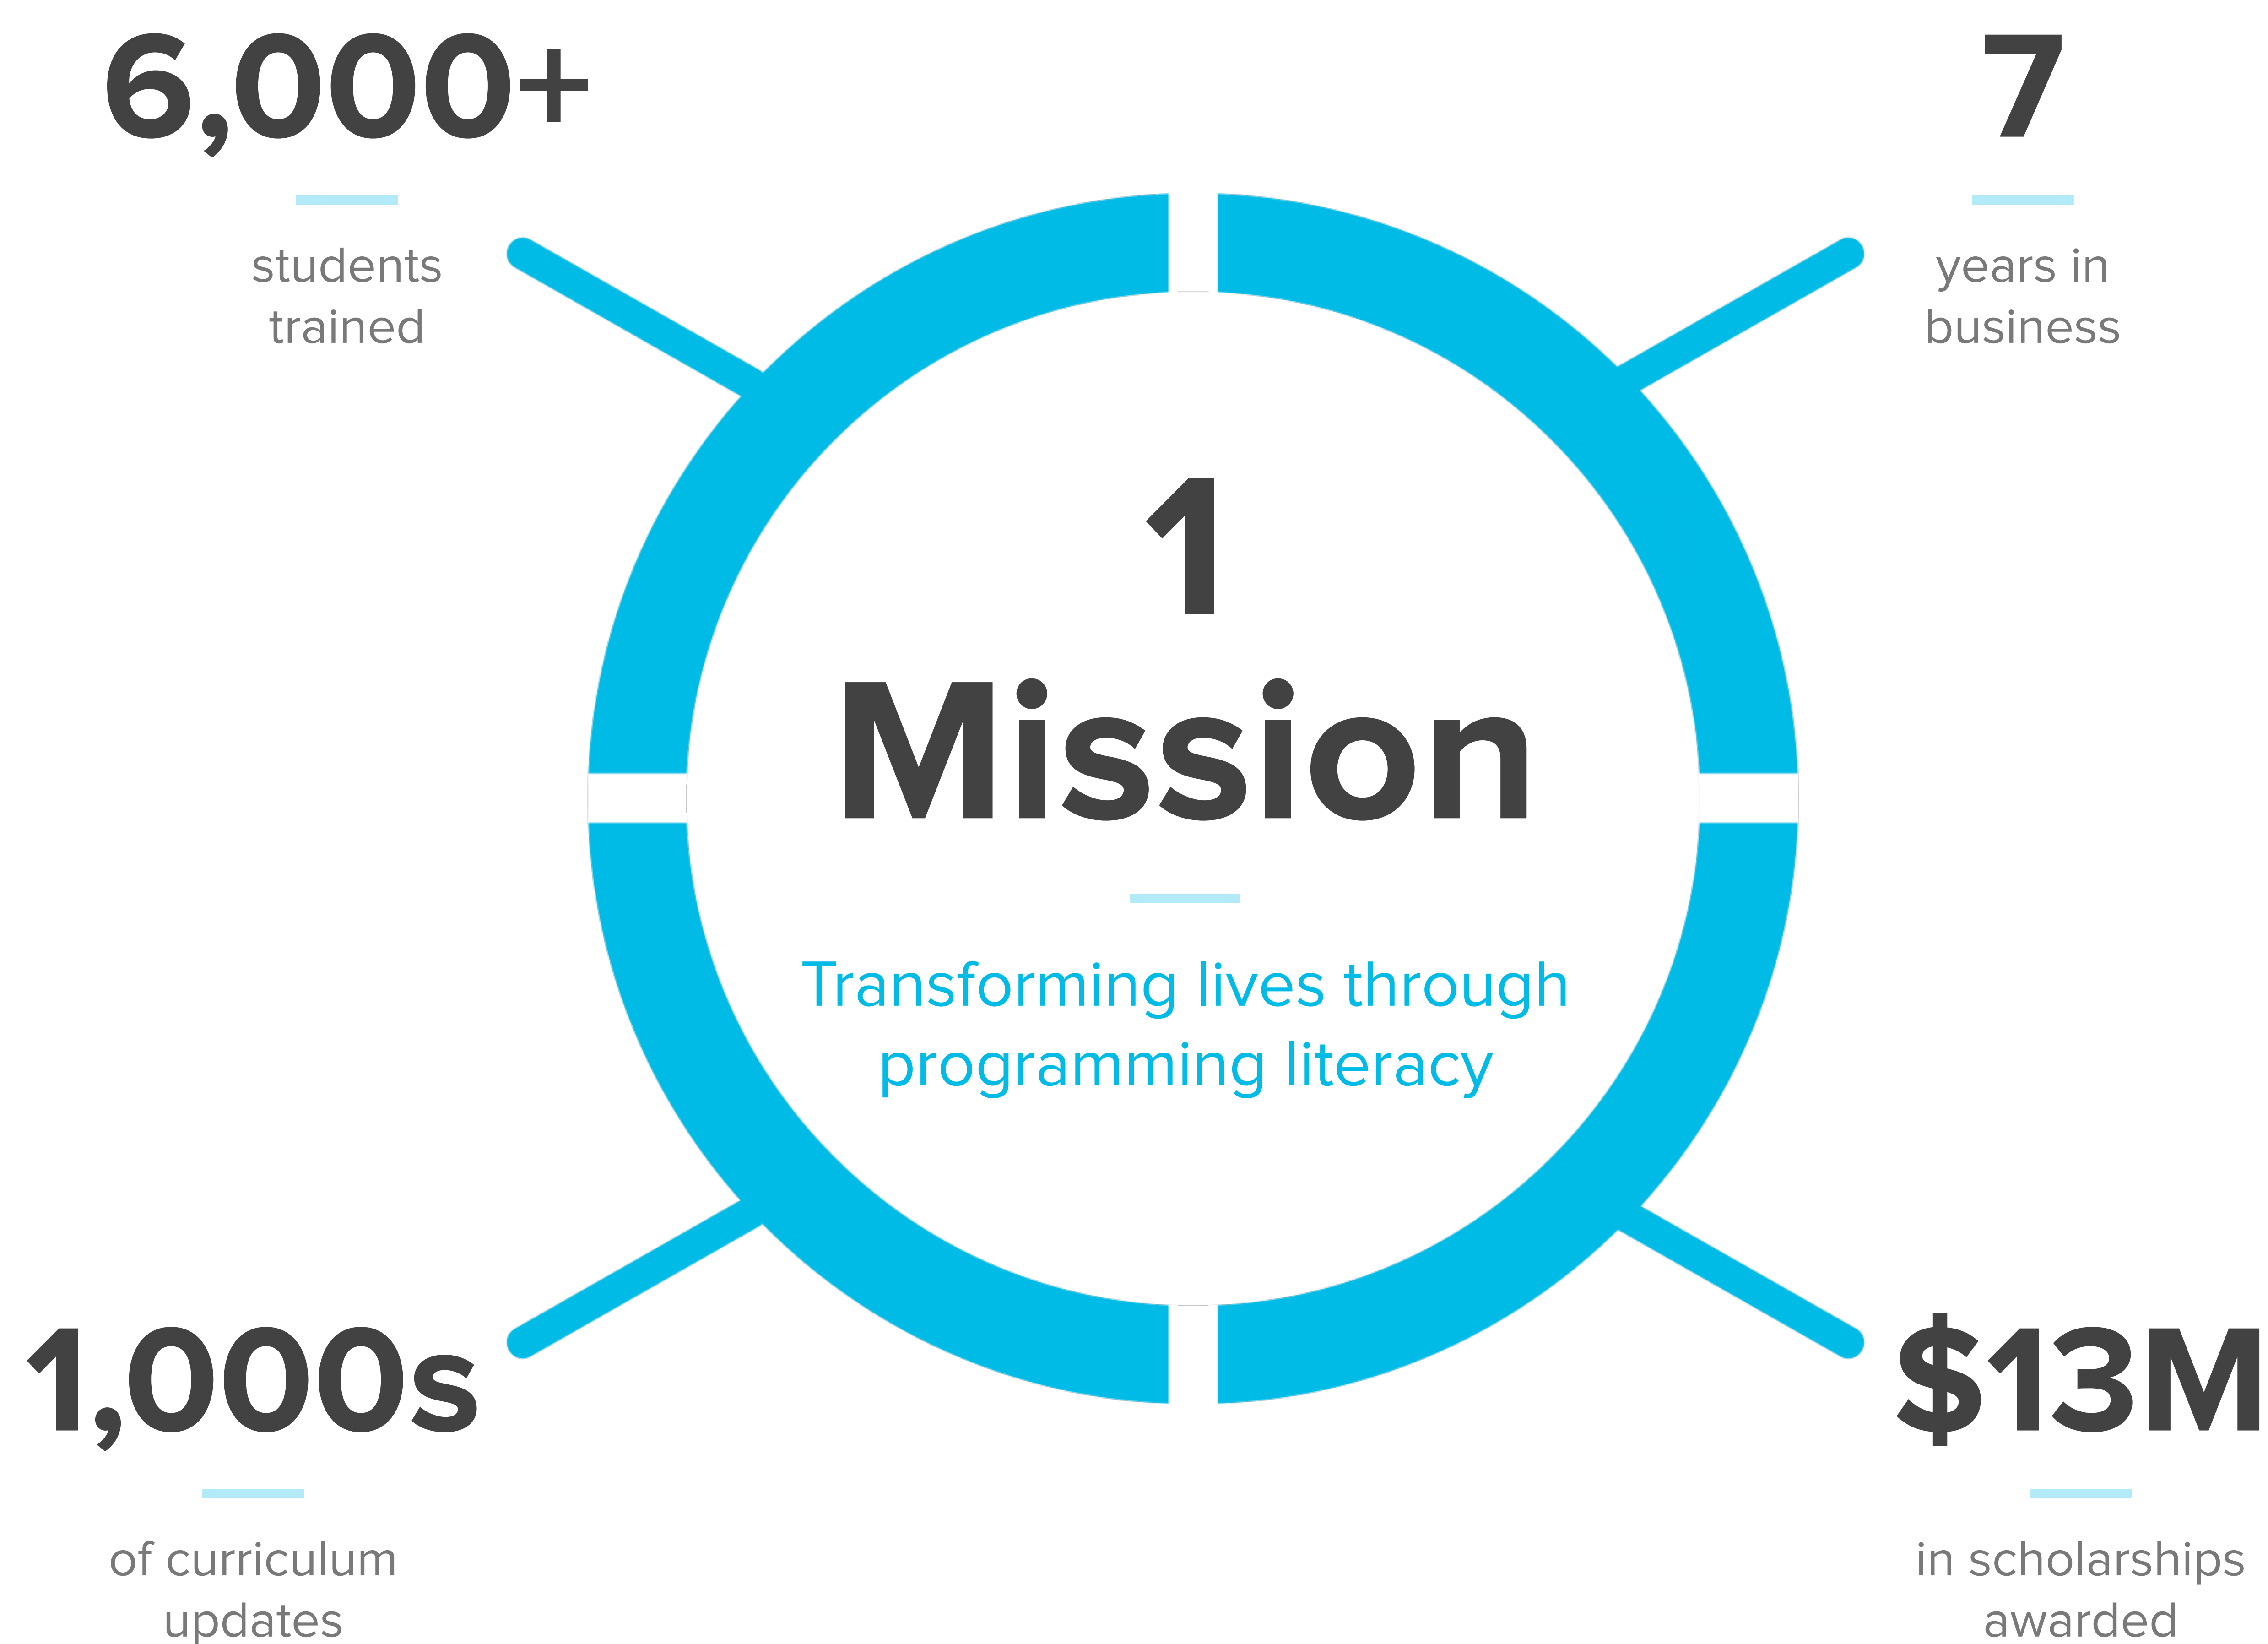 6,000+
students
trained
7
years in
business
1
Mission
Transforming lives through
programming literacy
1,000s
of curriculum
updates
$13M
in scholarships
awarded